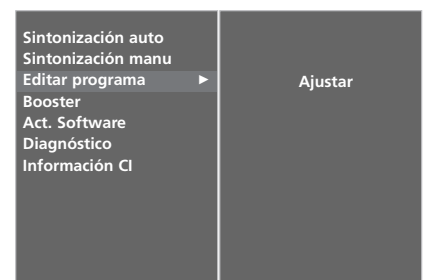 Sintonización auto
Sintonización manu
Editar programa ►
Ajustar
Booster
Act. Software
Diagnóstico
Información CI